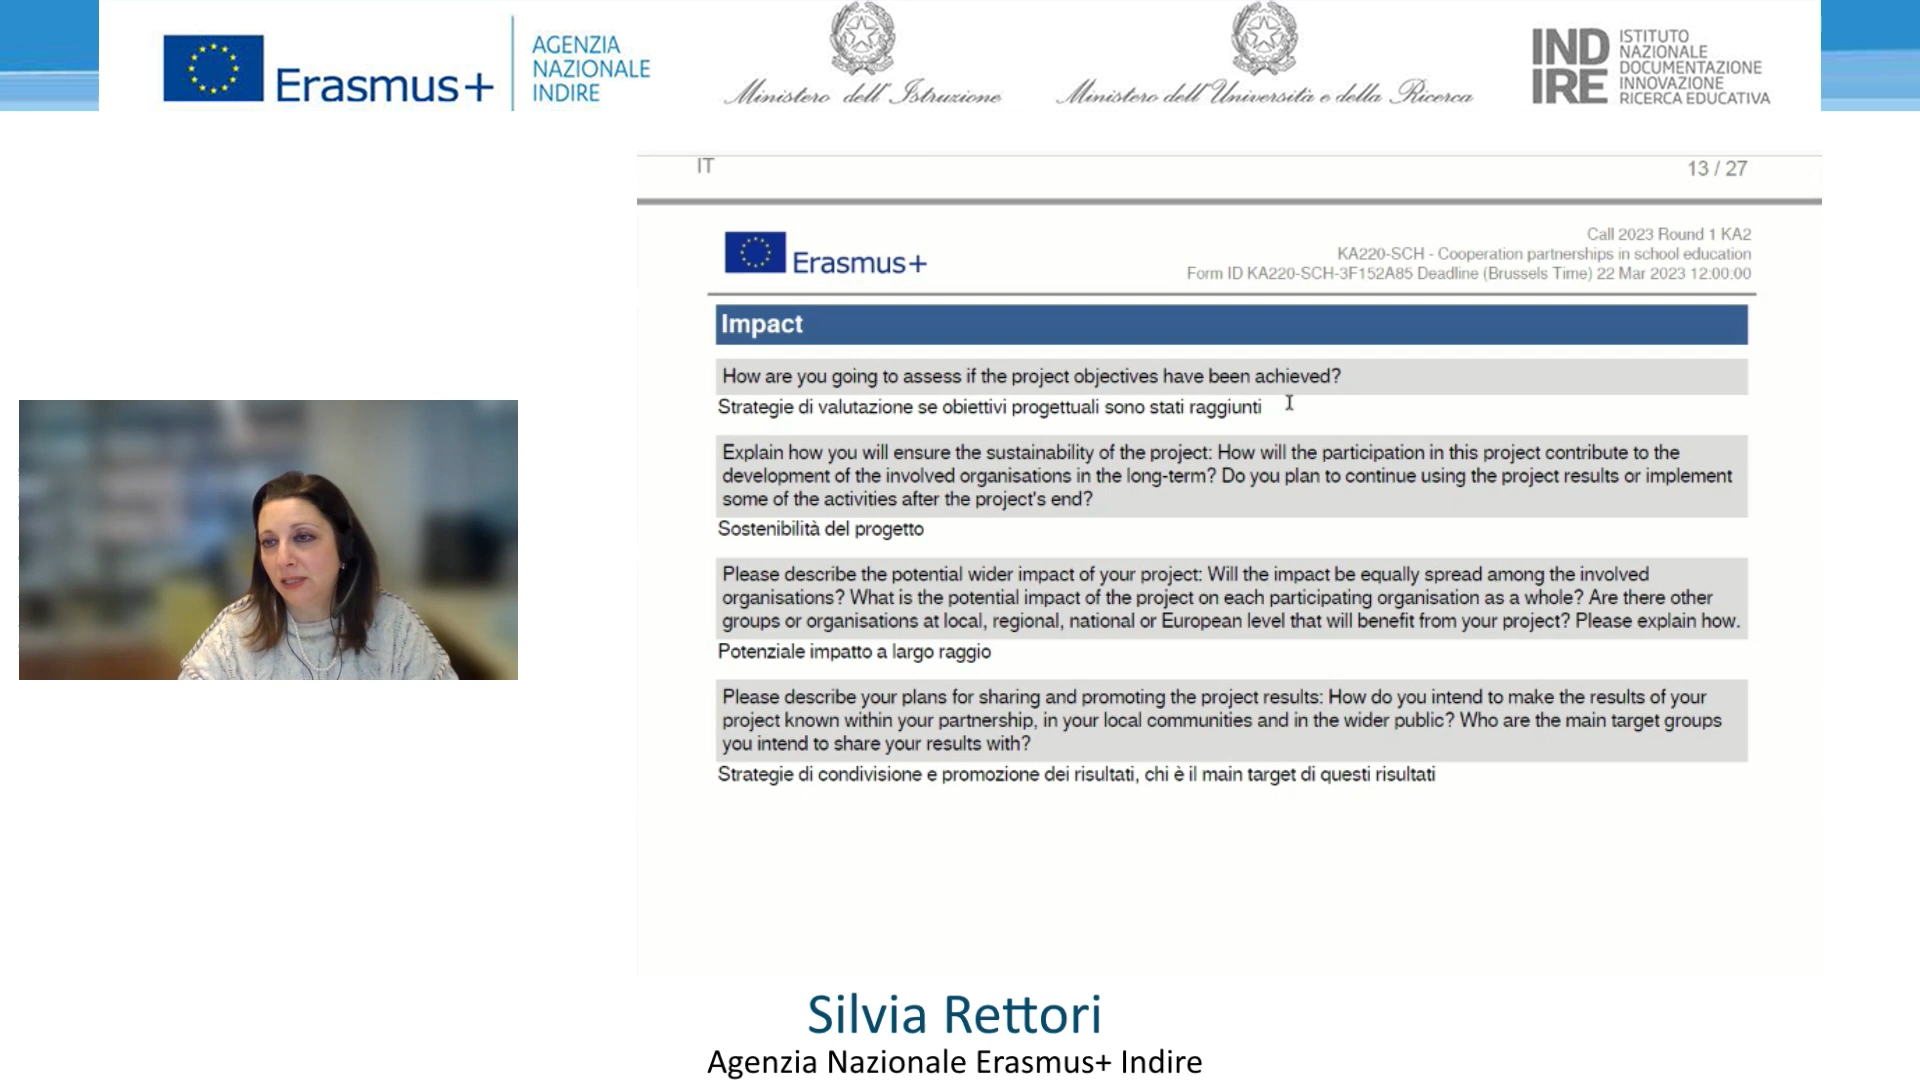 Erasmus+
AGENZIA
NAZIONALE
INDIRE
Ministero dell'Istruzione
Ministero dell'Università e della Ricerca
IND
IRE
ISTITUTO
NAZIONALE
DOCUMENTAZIONE
INNOVAZIONE
RICERCA EDUCATIVA
IT
13 / 27
Erasmus+
Call 2023 Round 1 KA2
KA220-SCH - Cooperation partnerships in school education
Form ID KA220-SCH-3F152A85 Deadline (Brussels Time) 22 Mar 2023 12:00:00
Impact
How are you going to assess if the project objectives have been achieved?
Strategie di valutazione se obiettivi progettuali sono stati raggiunti
Explain how you will ensure the sustainability of the project: How will the participation in this project contribute to the
development of the involved organisations in the long-term? Do you plan to continue using the project results or implement
some of the activities after the project's end?
Sostenibilità del progetto
Please describe the potential wider impact of your project: Will the impact be equally spread among the involved
organisations? What is the potential impact of the project on each participating organisation as a whole? Are there other
groups or organisations at local, regional, national or European level that will benefit from your project? Please explain how.
Potenziale impatto a largo raggio
Please describe your plans for sharing and promoting the project results: How do you intend to make the results of your
project known within your partnership, in your local communities and in the wider public? Who are the main target groups
you intend to share your results with?
Strategie di condivisione e promozione dei risultati, chi è il main target di questi risultati
Silvia Rettori
Agenzia Nazionale Erasmus+ Indire